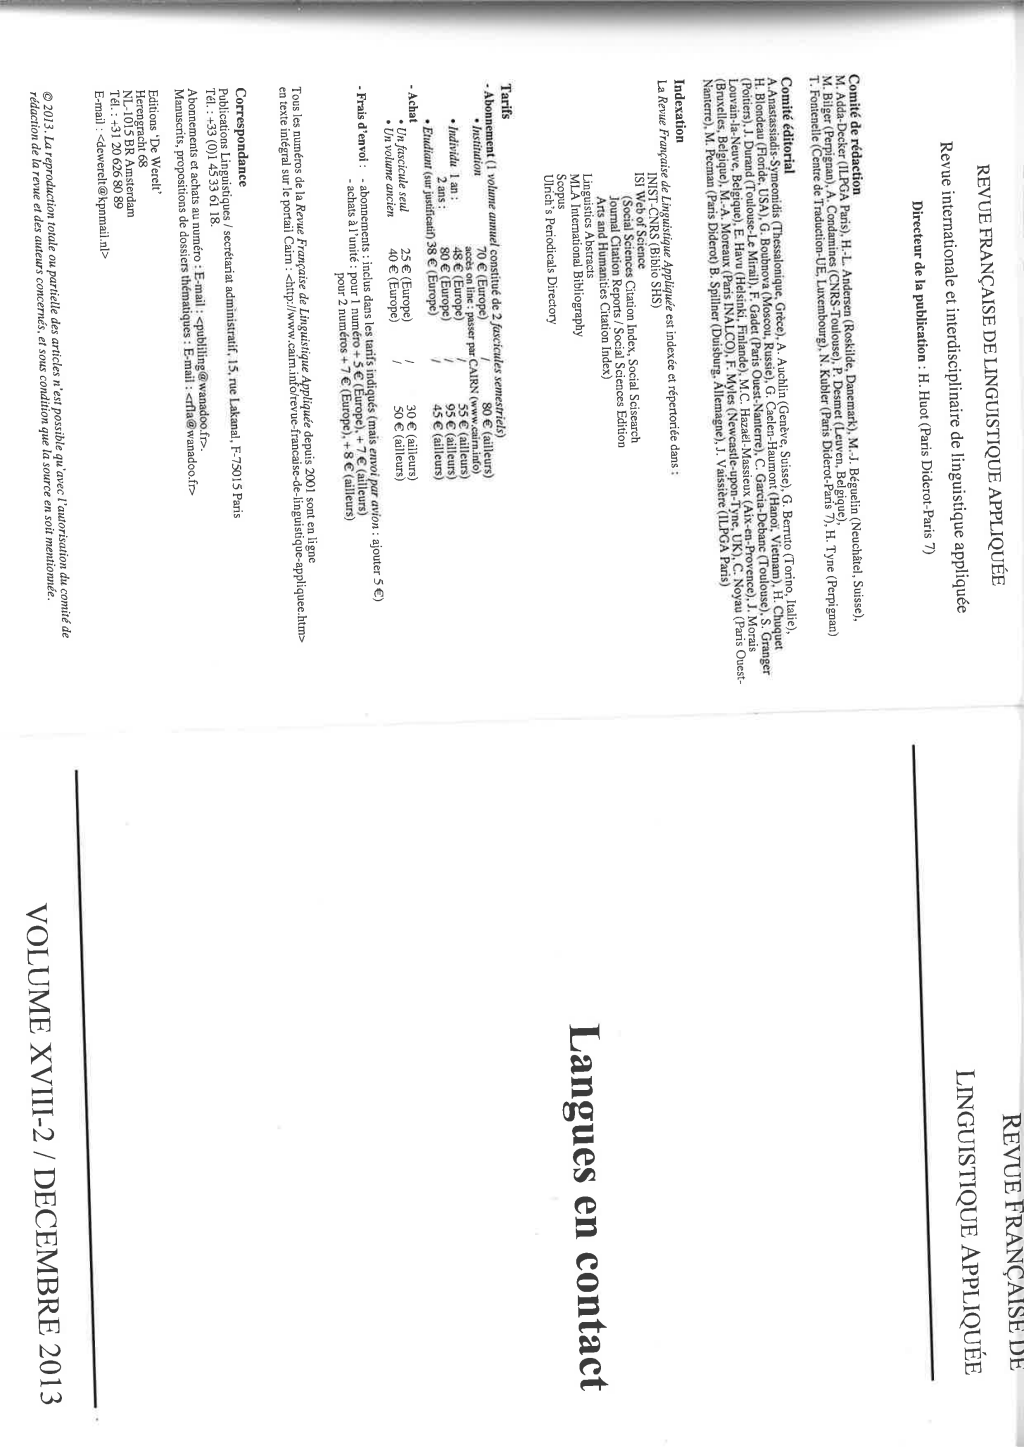 REVUE FRANÇAISE DE LINGUISTIQUE APPLIQUÉE
Revue internationale et interdisciplinaire de linguistique appliquée
Directeur de la publication : H. Huot (Paris Diderot-Paris 7)
Comité de rédaction
M. Adda-Decker (ILPGA Paris), H.-L. Andersen (Roskilde, Danemark), M.-J. Béguelin (Neuchâtel, Suisse),
M. Bilger (Perpignan), A. Condamines (CNRS-Toulouse), P. Desmet (Leuven, Belgique),
T. Fontenelle (Centre de Traduction-UE, Luxembourg), N. Kubler (Paris Diderot-Paris 7), H. Tyne (Perpignan)
Comité éditorial
A.Anastassiadis-Symeonidis (Thessalonique, Grèce), A. Auchlin (Genève, Suisse), G. Berruto (Torino, Italie),
H. Blondeau (Floride, USA), G. Boubnova (Moscou, Russie), G. Caelen-Haumont (Hanoï, Vietnam), H. Chuquet
(Poitiers), J. Durand (Toulouse-Le Mirail), F. Gadet (Paris Ouest-Nanterre), C. Garcia-Debanc (Toulouse), S. Granger
(Louvain-la-Neuve, Belgique), E. Havu (Helsinki, Finlande), M.C. Hazaël-Massieux (Aix-en-Provence), J. Morais
(Bruxelles, Belgique), M.-A. Moreaux (Paris INALCO), F. Myles (Newcastle-upon-Tyne, UK), C. Noyau (Paris Ouest-
Nanterre), M. Pecman (Paris Diderot) B. Spillner (Duisburg, Allemagne), J. Vaissière (ILPGA Paris)
Indexation
La Revue Française de Linguistique Appliquée est indexée et répertoriée dans :
INIST-CNRS (Biblio SHS)
ISI Web of Science
(Social Sciences Citation Index, Social Scisearch
Journal Citation Reports / Social Sciences Edition
Arts and Humanities Citation Index)
Linguistics Abstracts
MLA International Bibliography
Scopus
Ulrich's Periodicals Directory
Tarifs
- Abonnement (1 volume annuel constitué de 2 fascicules semestriels)
• Institution 70 € (Europe) / 80 € (ailleurs)
accès on line : passer par CAIRN (www.cairn.info)
• Individu 1 an : 48 € (Europe) / 55 € (ailleurs)
2 ans : 80 € (Europe) / 95 € (ailleurs)
• Etudiant (sur justificatif) 38 € (Europe) / 45 € (ailleurs)
- Achat
• Un fascicule seul 25 € (Europe) / 30 € (ailleurs)
• Un volume ancien 40 € (Europe) / 50 € (ailleurs)
- Frais d'envoi : - abonnements : inclus dans les tarifs indiqués (mais envoi par avion : ajouter 5 €)
- achats à l'unité : pour 1 numéro + 5 € (Europe), + 7 € (ailleurs)
pour 2 numéros + 7 € (Europe), + 8 € (ailleurs)
Tous les numéros de la Revue Française de Linguistique Appliquée depuis 2001 sont en ligne
en texte intégral sur le portail Cairn : <http://www.cairn.info/revue-francaise-de-linguistique-appliquee.htm>
Correspondance
Publications Linguistiques / secrétariat administratif, 15, rue Lakanal, F-75015 Paris
Tél. : +33 (0)1 45 33 61 18.
Abonnements et achats au numéro : E-mail : <publiling@wanadoo.fr>.
Manuscrits, propositions de dossiers thématiques : E-mail : <rfla@wanadoo.fr>
Editions 'De Werelt'
Herengracht 68
NL-1015 BR Amsterdam
Tél. : +31 20 626 80 89
E-mail : <dewerelt@kpnmail.nl>
© 2013. La reproduction totale ou partielle des articles n'est possible qu'avec l'autorisation du comité de
rédaction de la revue et des auteurs concernés, et sous condition que la source en soit mentionnée.
REVUE FRANÇAISE DE
LINGUISTIQUE APPLIQUÉE
Langues en contact
VOLUME XVIII-2 / DECEMBRE 2013